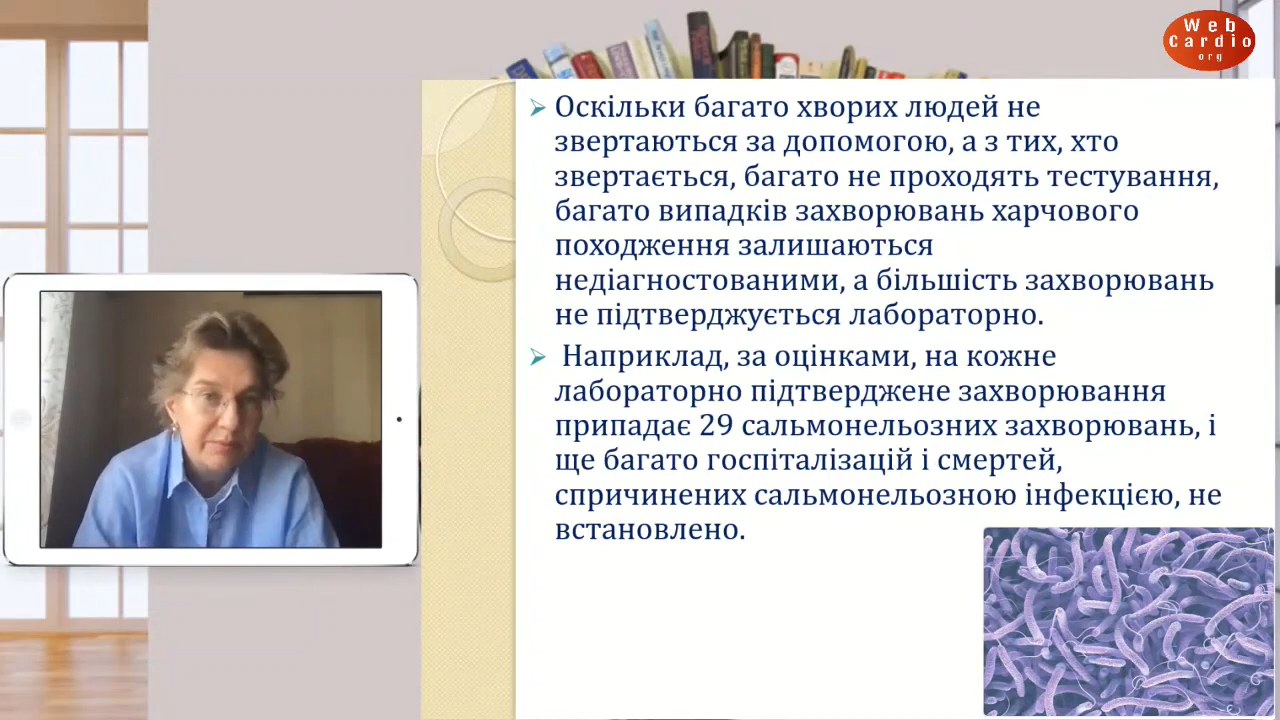 Web
Cardio
org
Оскільки багато хворих людей не
звертаються за допомогою, а з тих, хто
звертається, багато не проходять тестування,
багато випадків захворювань харчового
походження залишаються
недіагностованими, а більшість захворювань
не підтверджується лабораторно.
Наприклад, за оцінками, на кожне
лабораторно підтверджене захворювання
припадає 29 сальмонельозних захворювань, і
ще багато госпіталізацій і смертей,
спричинених сальмонельозною інфекцією, не
встановлено.